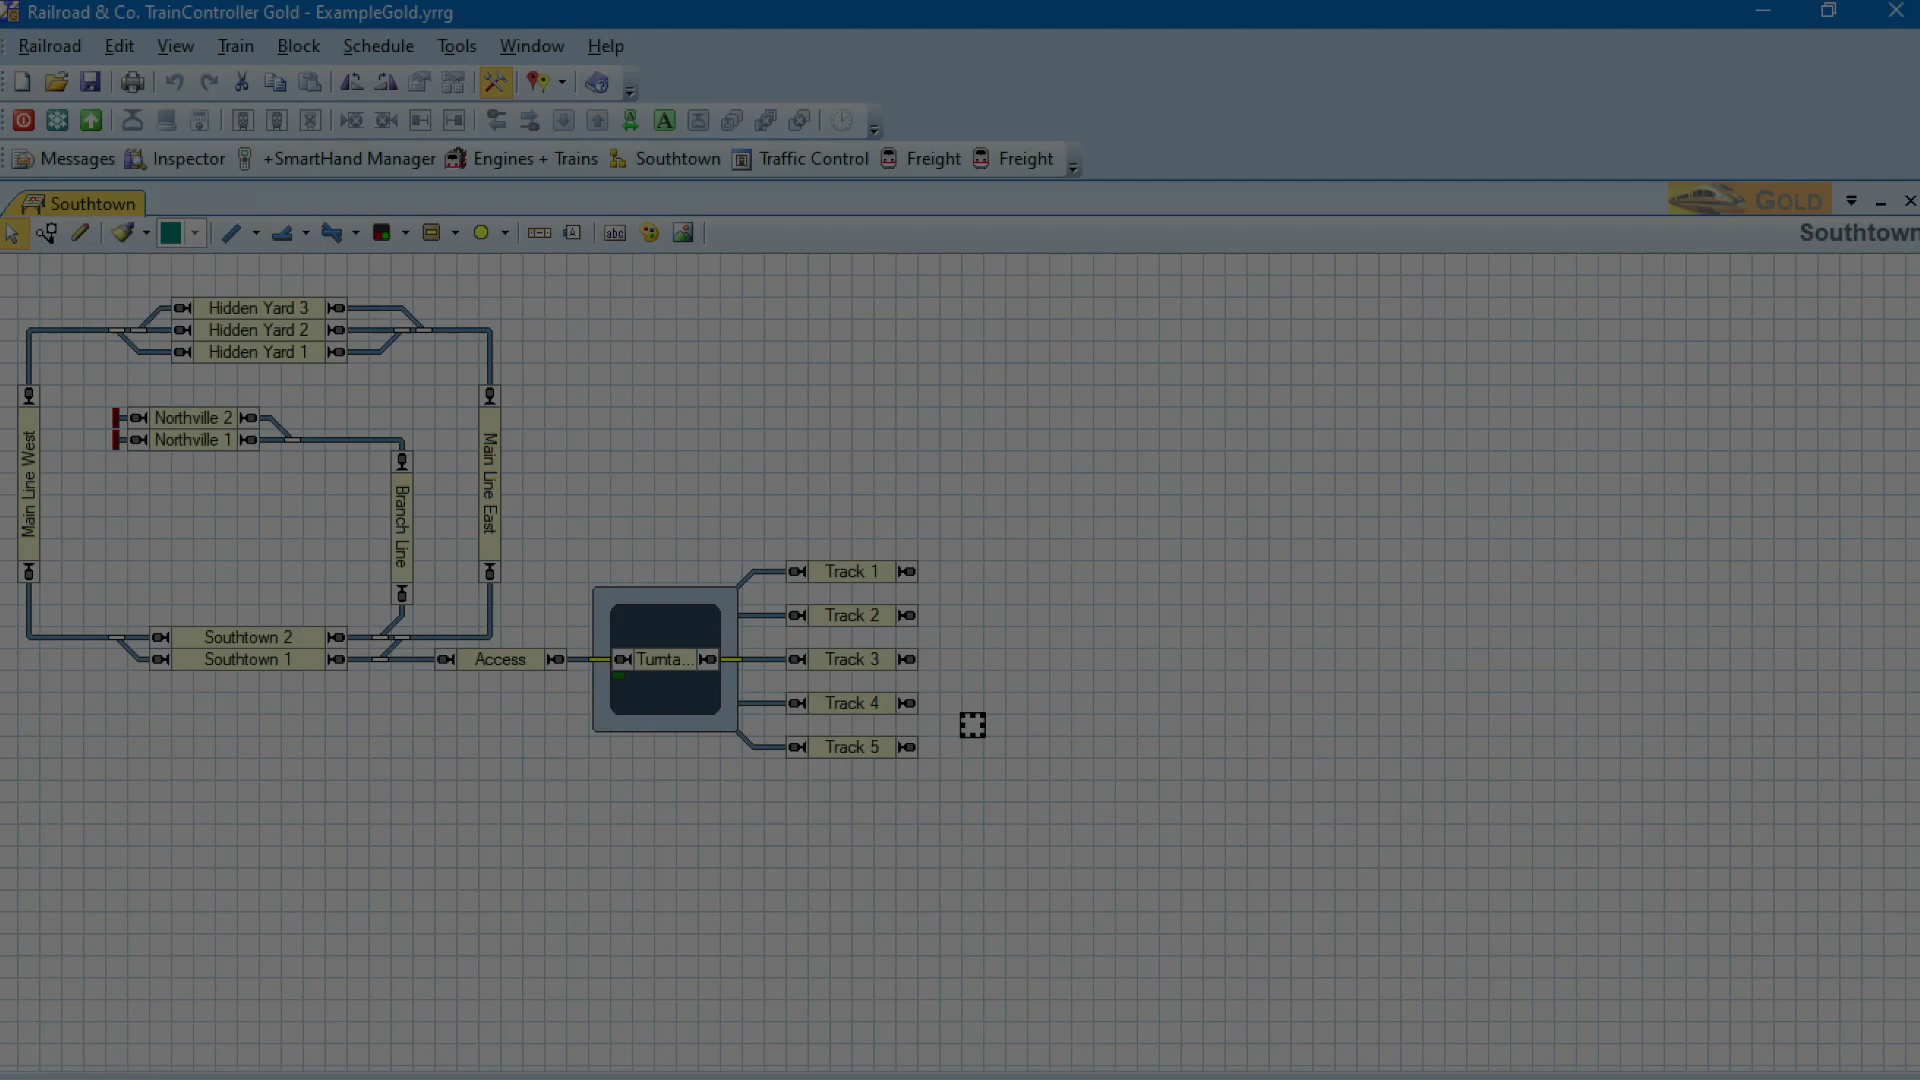 Railroad & Co. TrainController Gold - ExampleGold.yrrg
Railroad Edit View Train Block Schedule Tools Window Help
Messages Inspector +SmartHand Manager Engines + Trains Southtown Traffic Control Freight Freight
Southtown
GOLD
abc
Southtown
Hidden Yard 3
Hidden Yard 2
Hidden Yard 1
Northville 2
Northville 1
Main Line West
Branch Line
Main Line East
Southtown 2
Southtown 1
Access
Turnta...
Track 1
Track 2
Track 3
Track 4
Track 5